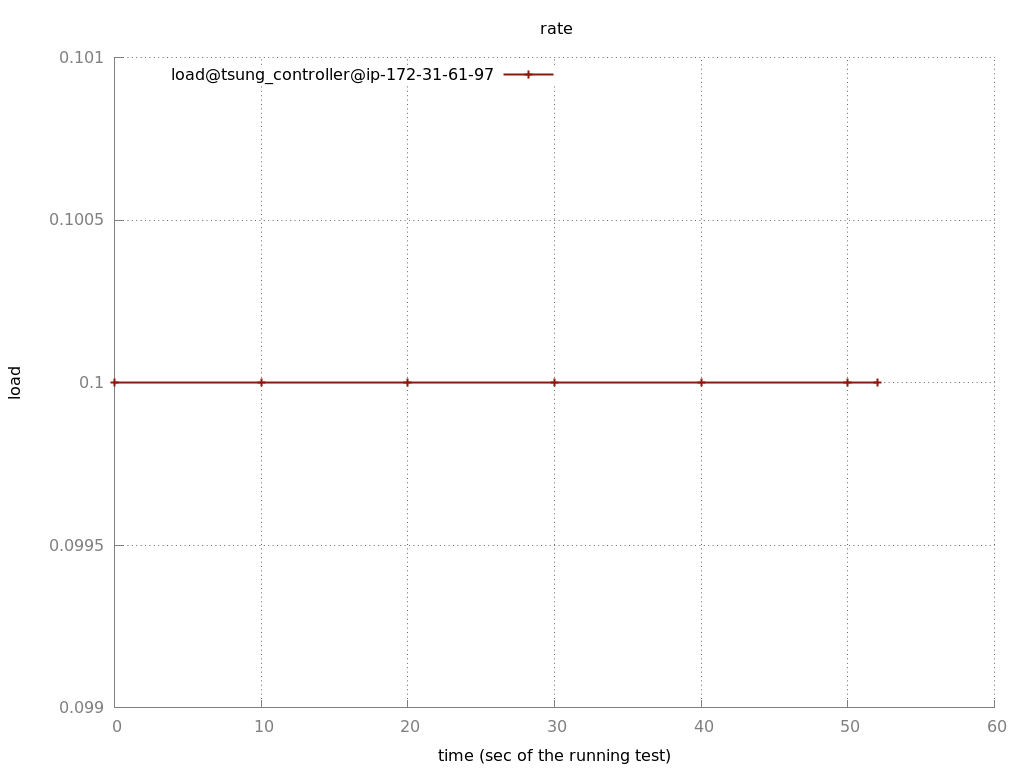 rate
0.101
load@tsung_controller@ip-172-31-61-97
0.1005
load
0.1
0.0995
0.099
0 10 20 30 40 50 60
time (sec of the running test)